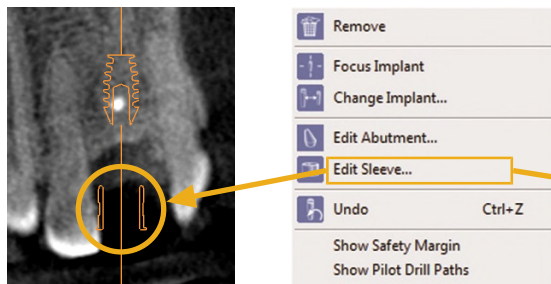 Remove
Focus Implant
Change Implant...
Edit Abutment...
Edit Sleeve...
Undo Ctrl+Z
Show Safety Margin
Show Pilot Drill Paths